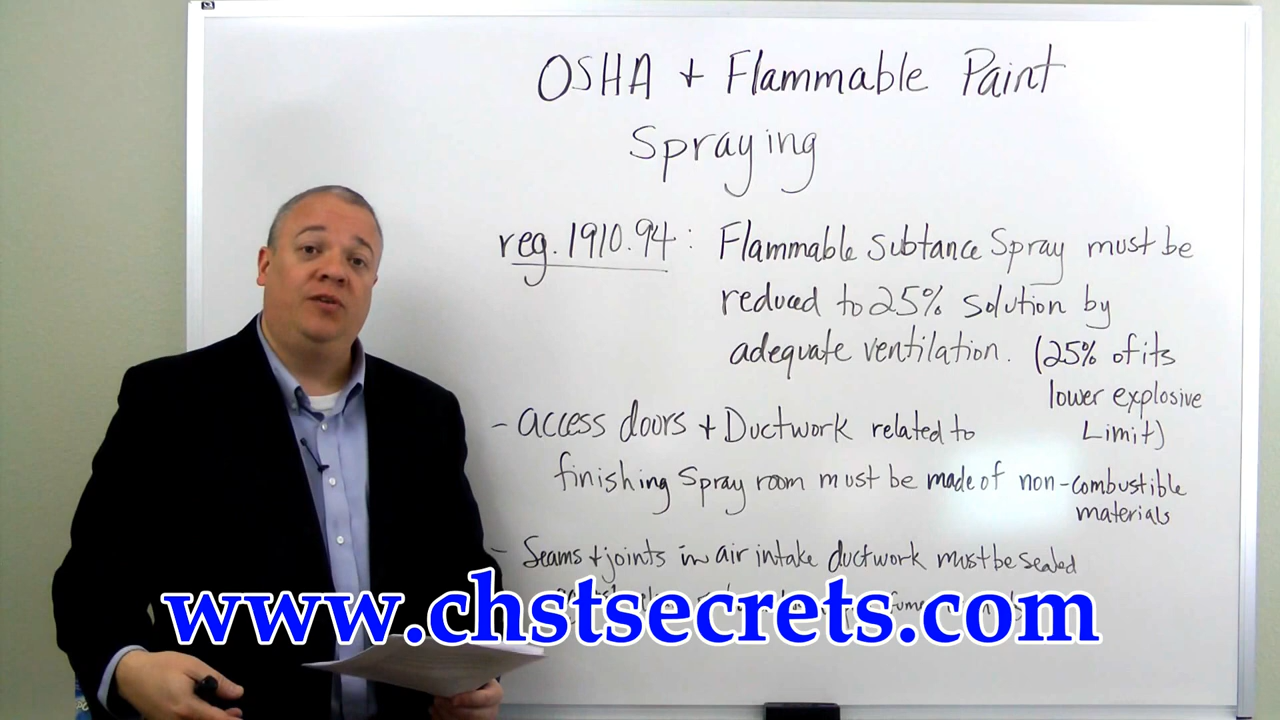 OSHA + Flammable Paint
Spraying
reg. 1910.94: Flammable Subtance Spray must be
reduced to 25% solution by
adequate ventilation. (25% of its
lower explosive
Limit)
- access doors + Ductwork related to
finishing Spray room must be made of non-combustible
materials
- Seams + joints in air intake ductwork must be sealed
www.chstsecrets.com